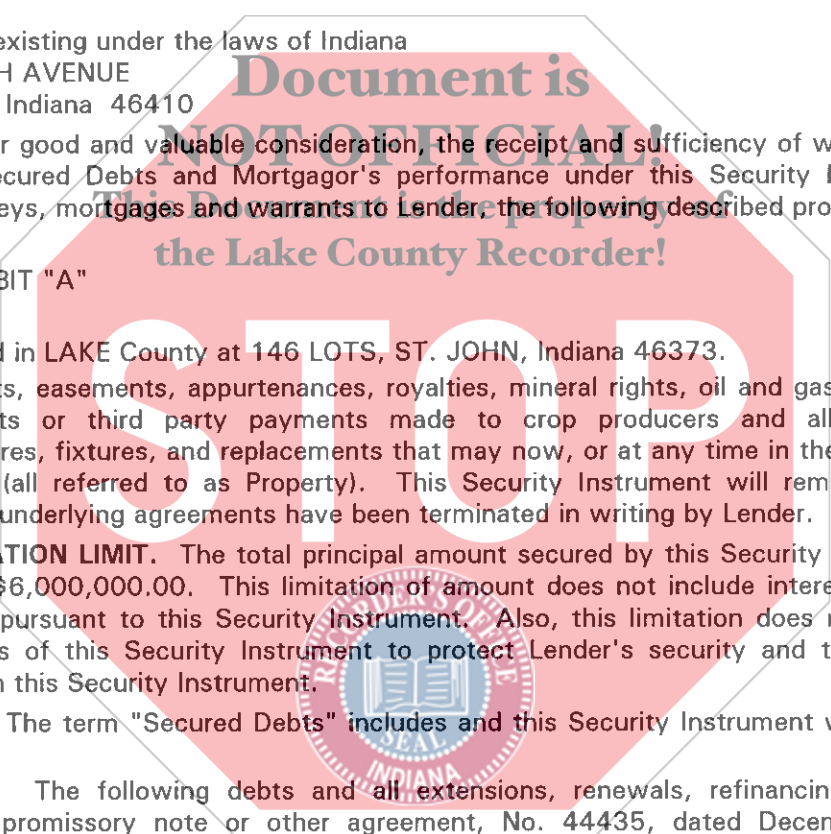 existing under the laws of Indiana
H AVENUE
Indiana 46410
Document is
NOT OFFICIAL!
This Document is the property of
the Lake County Recorder!
r good and valuable consideration, the receipt and sufficiency of w
ecured Debts and Mortgagor's performance under this Security
eys, mortgages and warrants to Lender, the following described pro
BIT "A"
d in LAKE County at 146 LOTS, ST. JOHN, Indiana 46373.
ts, easements, appurtenances, royalties, mineral rights, oil and gas
ts or third party payments made to crop producers and all
res, fixtures, and replacements that may now, or at any time in the
(all referred to as Property). This Security Instrument will rem
underlying agreements have been terminated in writing by Lender.
STOP
ATION LIMIT. The total principal amount secured by this Security
$6,000,000.00. This limitation of amount does not include intere
pursuant to this Security Instrument. Also, this limitation does
s of this Security Instrument to protect Lender's security and t
n this Security Instrument.
The term "Secured Debts" includes and this Security Instrument w
RECORDER'S OFFICE
SEAL
INDIANA
The following debts and all extensions, renewals, refinancin
promissory note or other agreement, No. 44435, dated Decem